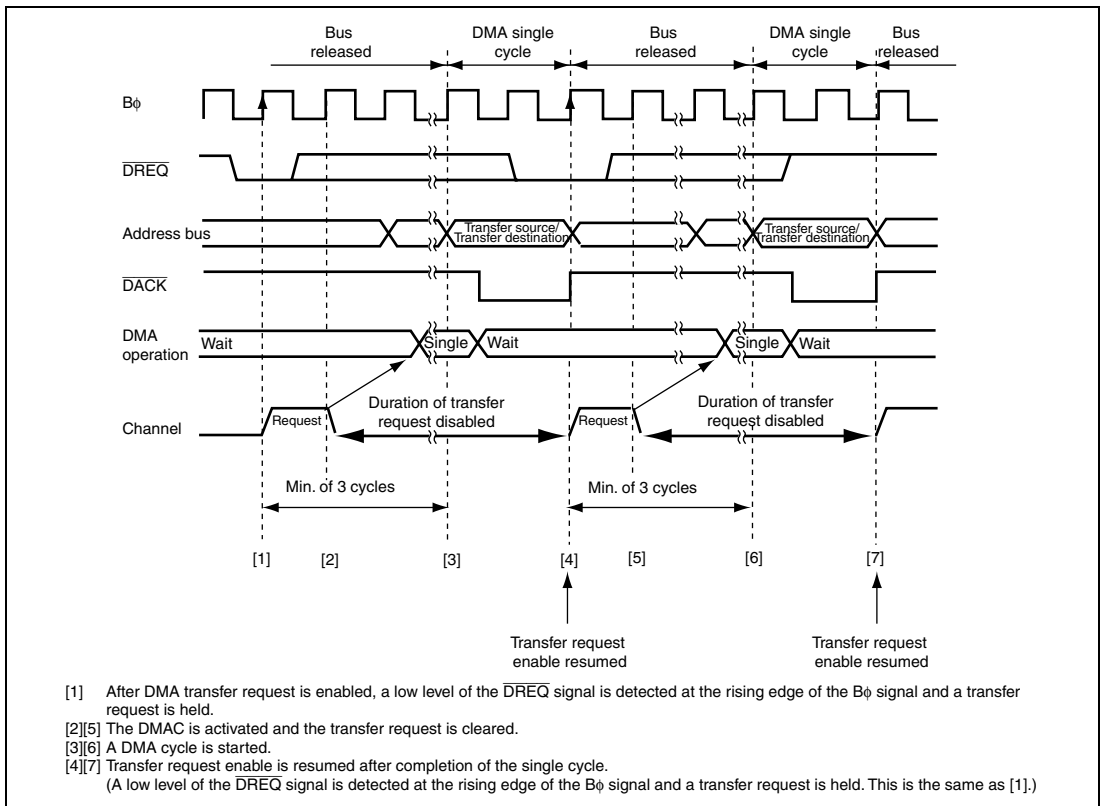 Bus released
DMA single cycle
Bus released
DMA single cycle
Bus released
Bϕ
DREQ
Address bus
Transfer source/
Transfer destination
Transfer source/
Transfer destination
DACK
DMA operation
Wait
Single
Wait
Single
Wait
Channel
Request
Duration of transfer request disabled
Request
Duration of transfer request disabled
Min. of 3 cycles
Min. of 3 cycles
[1] [2] [3] [4] [5] [6] [7]
Transfer request enable resumed
Transfer request enable resumed
[1] After DMA transfer request is enabled, a low level of the DREQ signal is detected at the rising edge of the Bϕ signal and a transfer
request is held.
[2][5] The DMAC is activated and the transfer request is cleared.
[3][6] A DMA cycle is started.
[4][7] Transfer request enable is resumed after completion of the single cycle.
(A low level of the DREQ signal is detected at the rising edge of the Bϕ signal and a transfer request is held. This is the same as [1].)